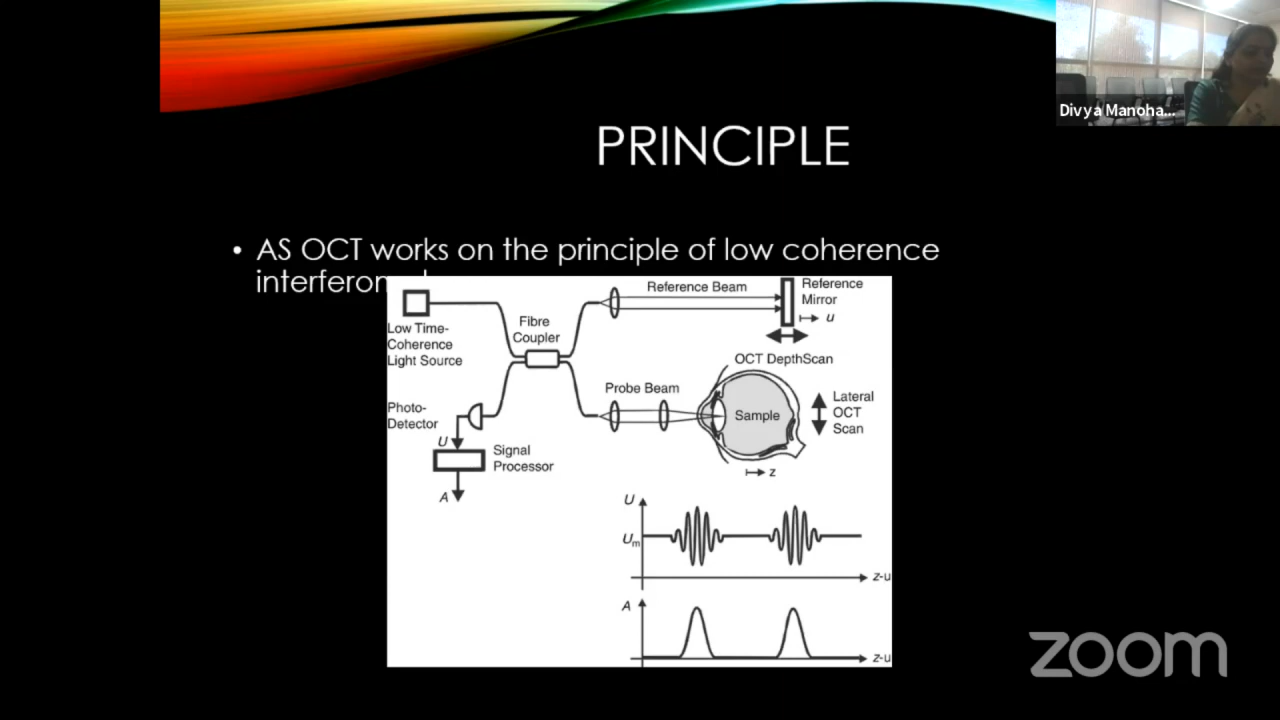 Divya Manoha...
PRINCIPLE
• AS OCT works on the principle of low coherence
Reference Beam
Reference
Mirror
u
Low Time-
Coherence
Light Source
Fibre
Coupler
OCT DepthScan
Probe Beam
Sample
Lateral
OCT
Scan
z
Photo-
Detector
U
Signal
Processor
A
U
Um
z-u
A
z-u
zoom